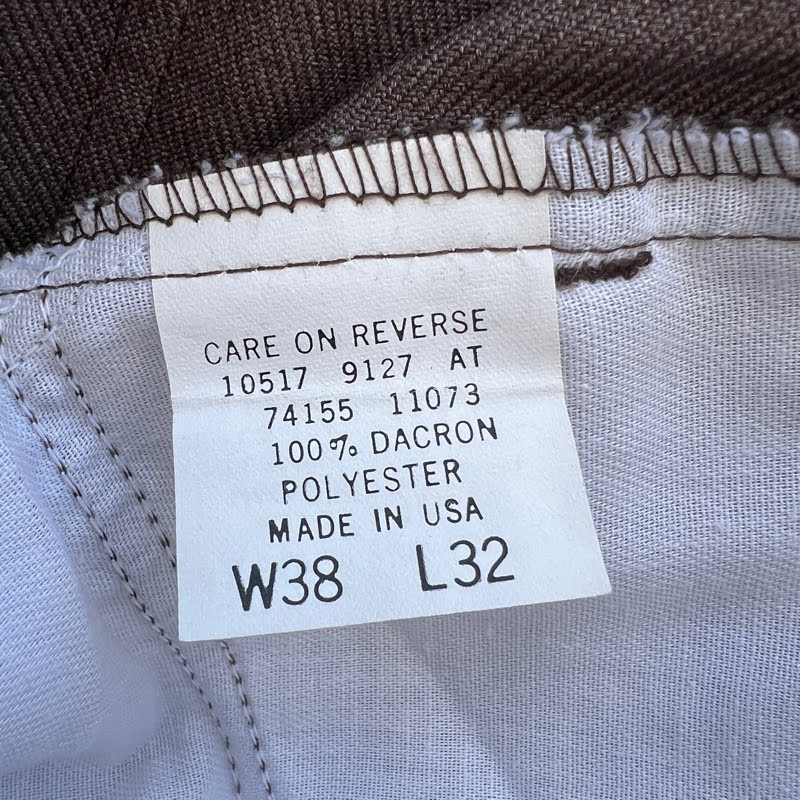 CARE ON REVERSE
10517 9127 AT
74155 11073
100% DACRON
POLYESTER
MADE IN USA
W38 L32